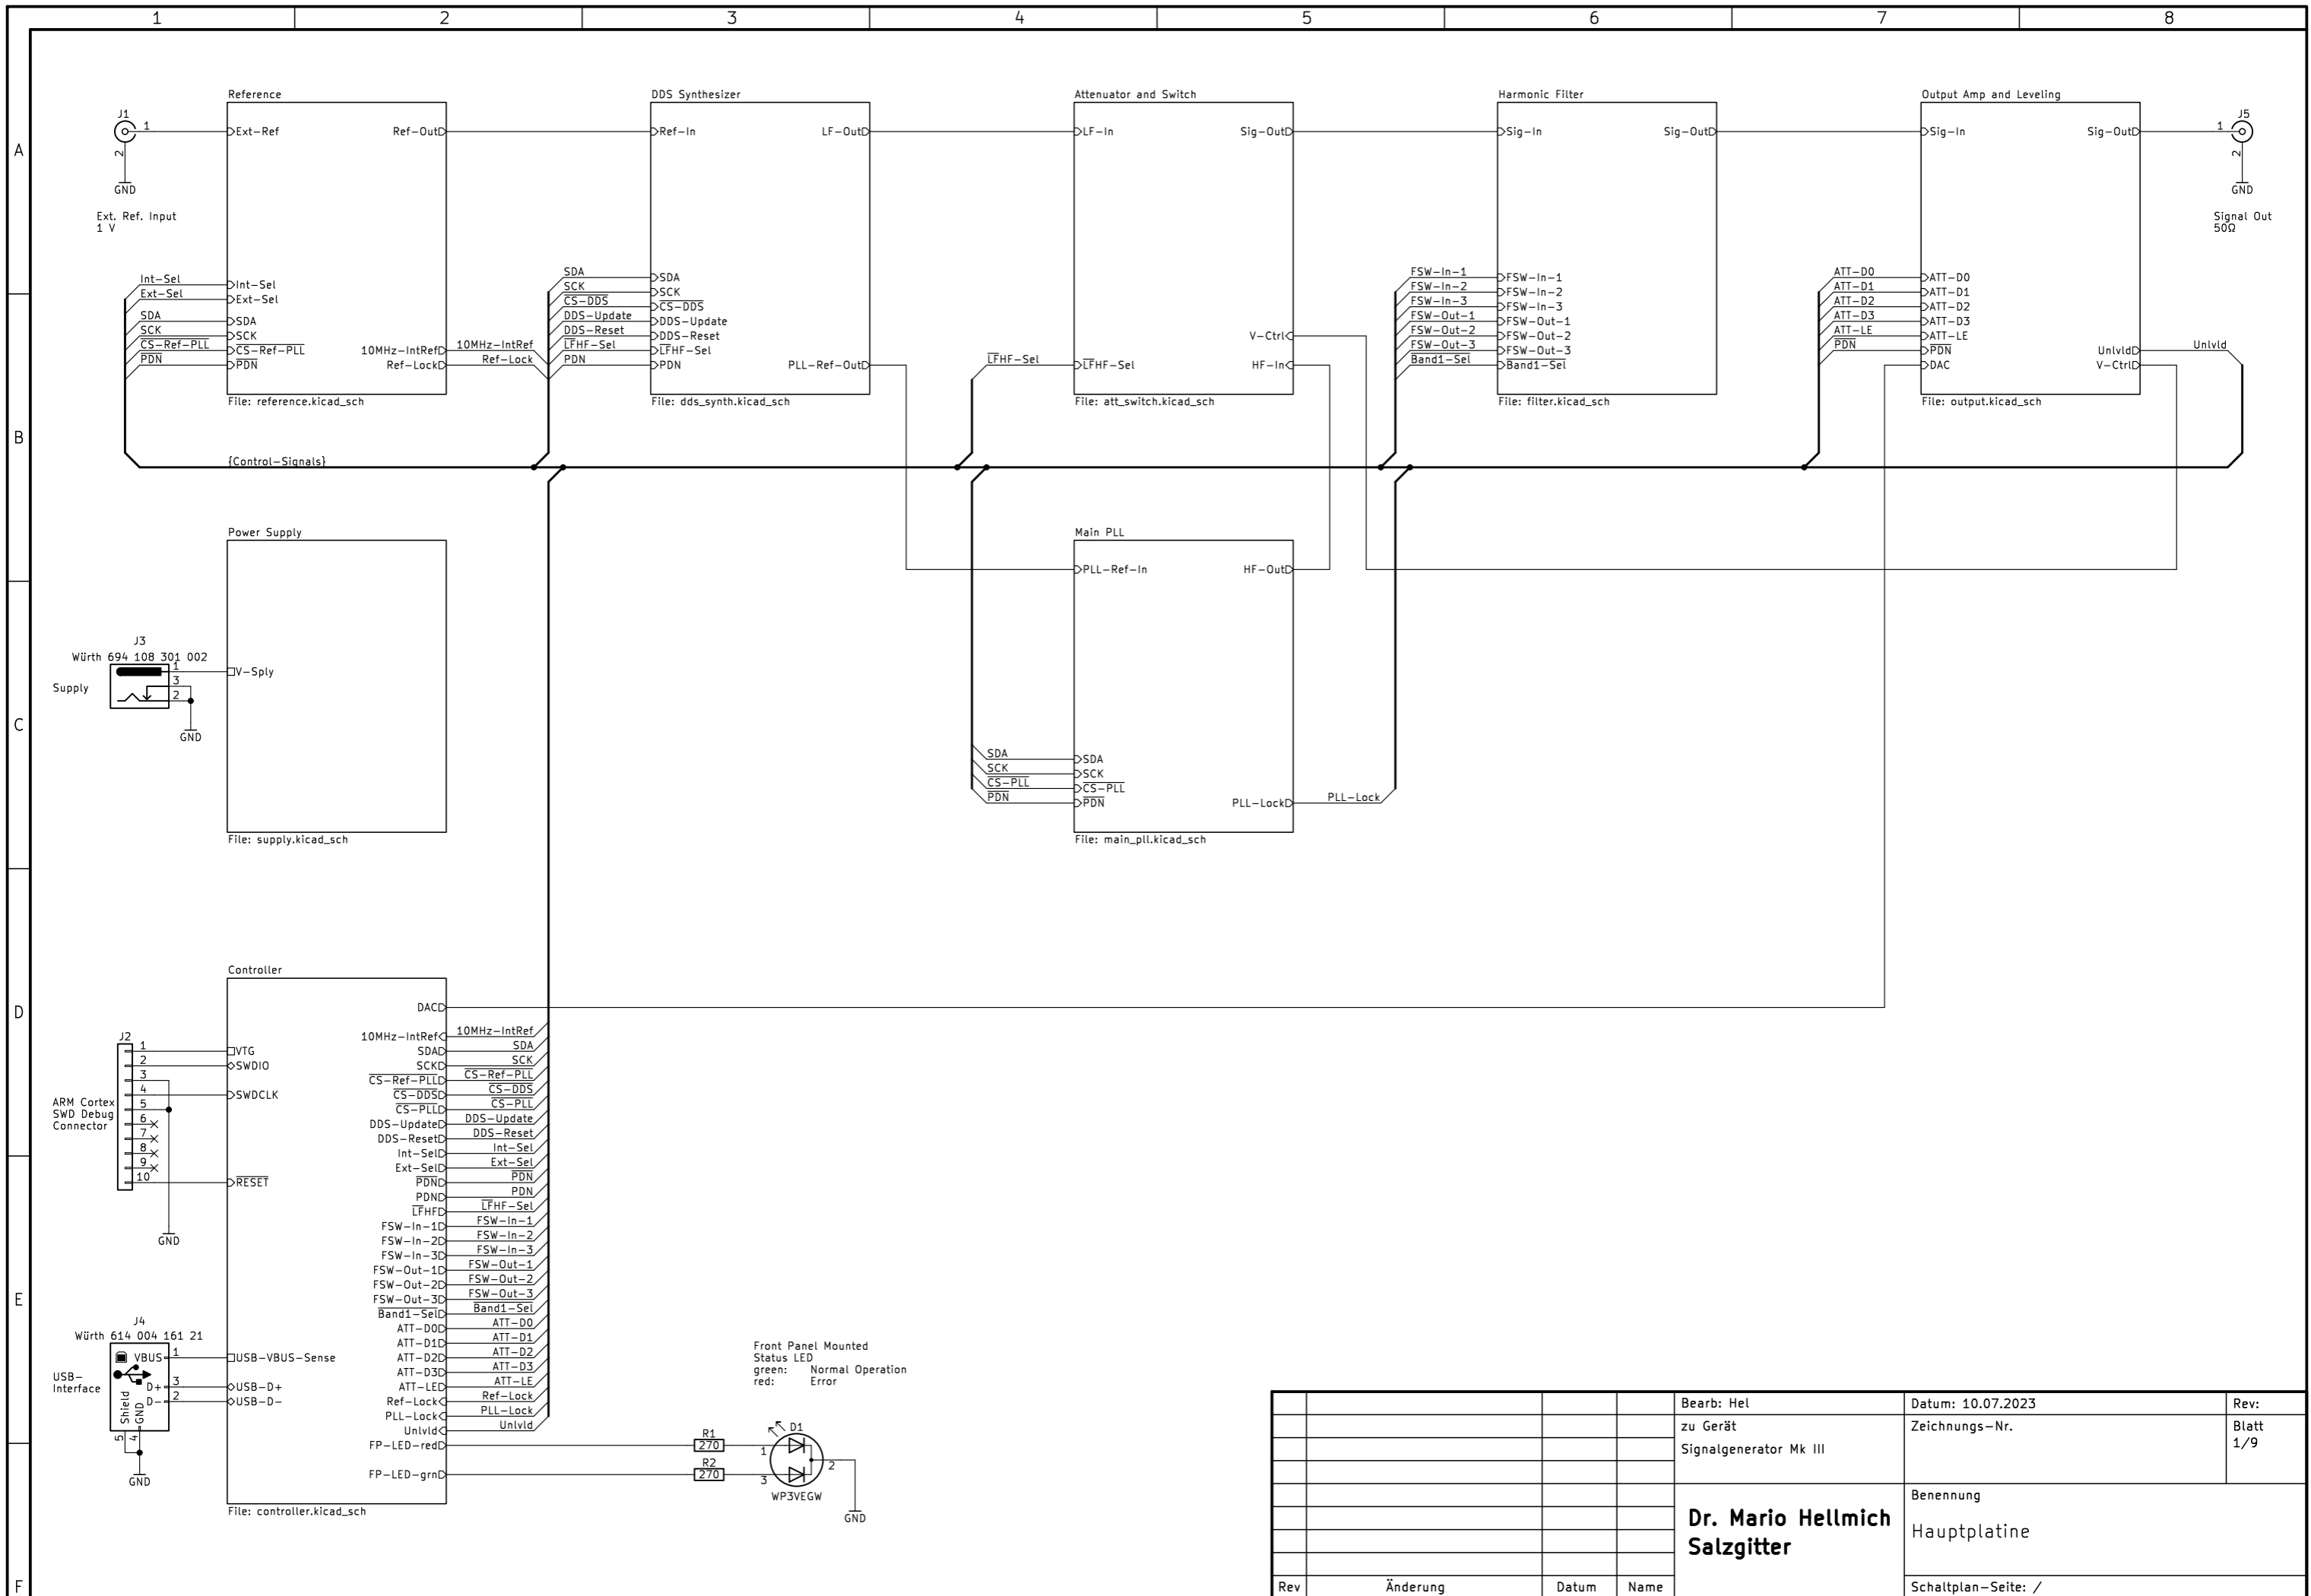 1 2 3 4 5 6 7 8
A
B
C
D
E
F
Reference
Ext-Ref
Ref-Out
Int-Sel
Ext-Sel
SDA
SCK
CS-Ref-PLL
PDN
10MHz-IntRef
Ref-Lock
File: reference.kicad_sch
J1
1
2
GND
Ext. Ref. Input
1 V
Int-Sel
Ext-Sel
SDA
SCK
CS-Ref-PLL
PDN
10MHz-IntRef
Ref-Lock
DDS Synthesizer
Ref-In
LF-Out
SDA
SCK
CS-DDS
DDS-Update
DDS-Reset
LFHF-Sel
PDN
SDA
SCK
CS-DDS
DDS-Update
DDS-Reset
LFHF-Sel
PDN
PLL-Ref-Out
File: dds_synth.kicad_sch
Attenuator and Switch
LF-In
Sig-Out
V-Ctrl
HF-In
LFHF-Sel
LFHF-Sel
File: att_switch.kicad_sch
Harmonic Filter
Sig-In
Sig-Out
FSW-In-1
FSW-In-2
FSW-In-3
FSW-Out-1
FSW-Out-2
FSW-Out-3
Band1-Sel
FSW-In-1
FSW-In-2
FSW-In-3
FSW-Out-1
FSW-Out-2
FSW-Out-3
Band1-Sel
File: filter.kicad_sch
Output Amp and Leveling
Sig-In
Sig-Out
ATT-D0
ATT-D1
ATT-D2
ATT-D3
ATT-LE
PDN
ATT-D0
ATT-D1
ATT-D2
ATT-D3
ATT-LE
PDN
DAC
Unlvld
V-Ctrl
Unlvld
File: output.kicad_sch
J5
1
2
GND
Signal Out
50Ω
{Control-Signals}
Power Supply
V-Sply
File: supply.kicad_sch
J3
Würth 694 108 301 002
Supply
1
3
2
GND
Main PLL
PLL-Ref-In
HF-Out
SDA
SCK
CS-PLL
PDN
SDA
SCK
CS-PLL
PDN
PLL-Lock
PLL-Lock
File: main_pll.kicad_sch
Controller
VTG
SWDIO
SWDCLK
RESET
USB-VBUS-Sense
USB-D+
USB-D-
DAC
10MHz-IntRef
SDA
SCK
CS-Ref-PLL
CS-DDS
CS-PLL
DDS-Update
DDS-Reset
Int-Sel
Ext-Sel
PDN
PDN
LFHF
FSW-In-1
FSW-In-2
FSW-In-3
FSW-Out-1
FSW-Out-2
FSW-Out-3
Band1-Sel
ATT-D0
ATT-D1
ATT-D2
ATT-D3
ATT-LE
Ref-Lock
PLL-Lock
Unlvld
FP-LED-red
FP-LED-grn
10MHz-IntRef
SDA
SCK
CS-Ref-PLL
CS-DDS
CS-PLL
DDS-Update
DDS-Reset
Int-Sel
Ext-Sel
PDN
PDN
LFHF-Sel
FSW-In-1
FSW-In-2
FSW-In-3
FSW-Out-1
FSW-Out-2
FSW-Out-3
Band1-Sel
ATT-D0
ATT-D1
ATT-D2
ATT-D3
ATT-LE
Ref-Lock
PLL-Lock
Unlvld
File: controller.kicad_sch
J2
1
2
3
4
5
6
7
8
9
10
ARM Cortex
SWD Debug
Connector
GND
J4
Würth 614 004 161 21
USB-
Interface
VBUS
D+
D-
Shield
GND
1
3
2
5
4
GND
Front Panel Mounted
Status LED
green: Normal Operation
red: Error
R1
270
R2
270
D1
1
3
2
WP3VEGW
GND
Bearb: Hel
Datum: 10.07.2023
Rev:
zu Gerät
Signalgenerator Mk III
Zeichnungs-Nr.
Blatt
1/9
Dr. Mario Hellmich
Salzgitter
Benennung
Hauptplatine
Rev Änderung Datum Name
Schaltplan-Seite: /